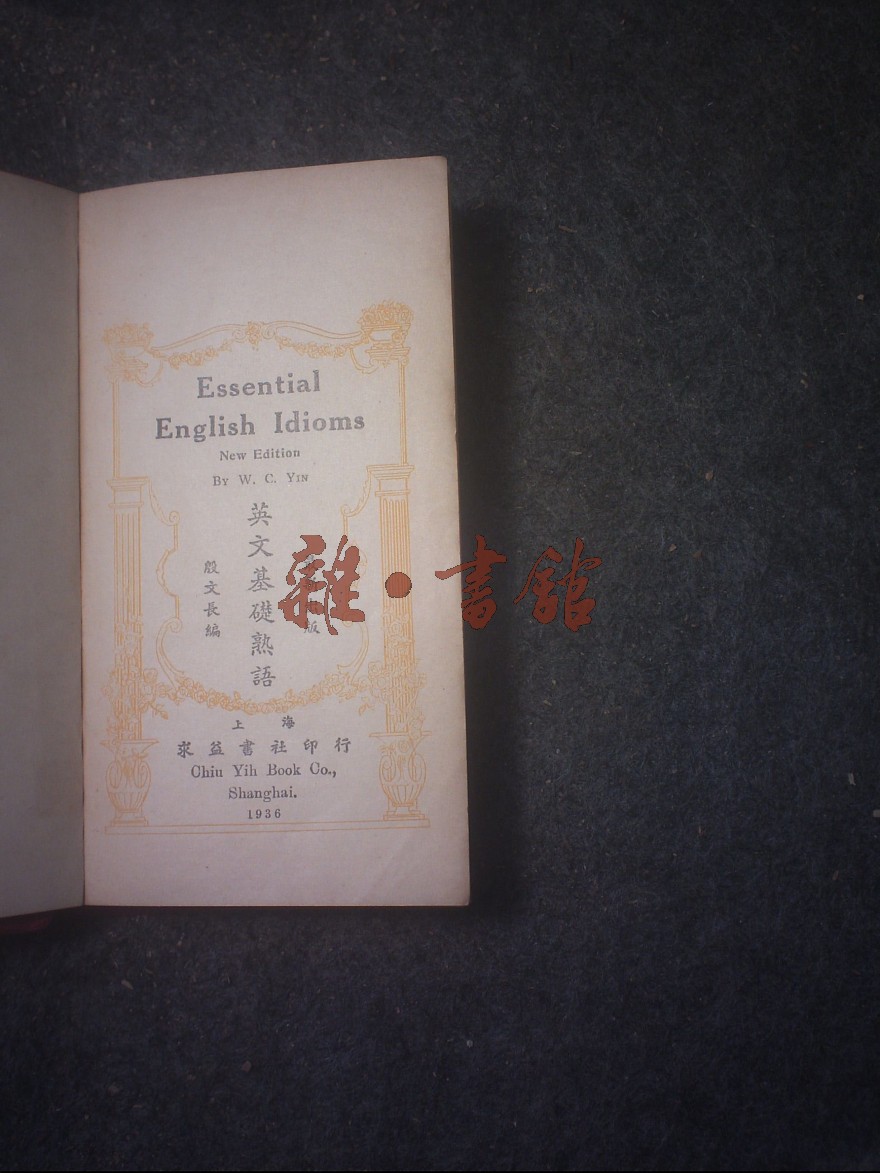 Essential
English Idioms
New Edition
By W. C. Yin
版
英文基礎熟語
殷文長編
雜·書館
上海
求益書社印行
Chiu Yih Book Co.,
Shanghai.
1936